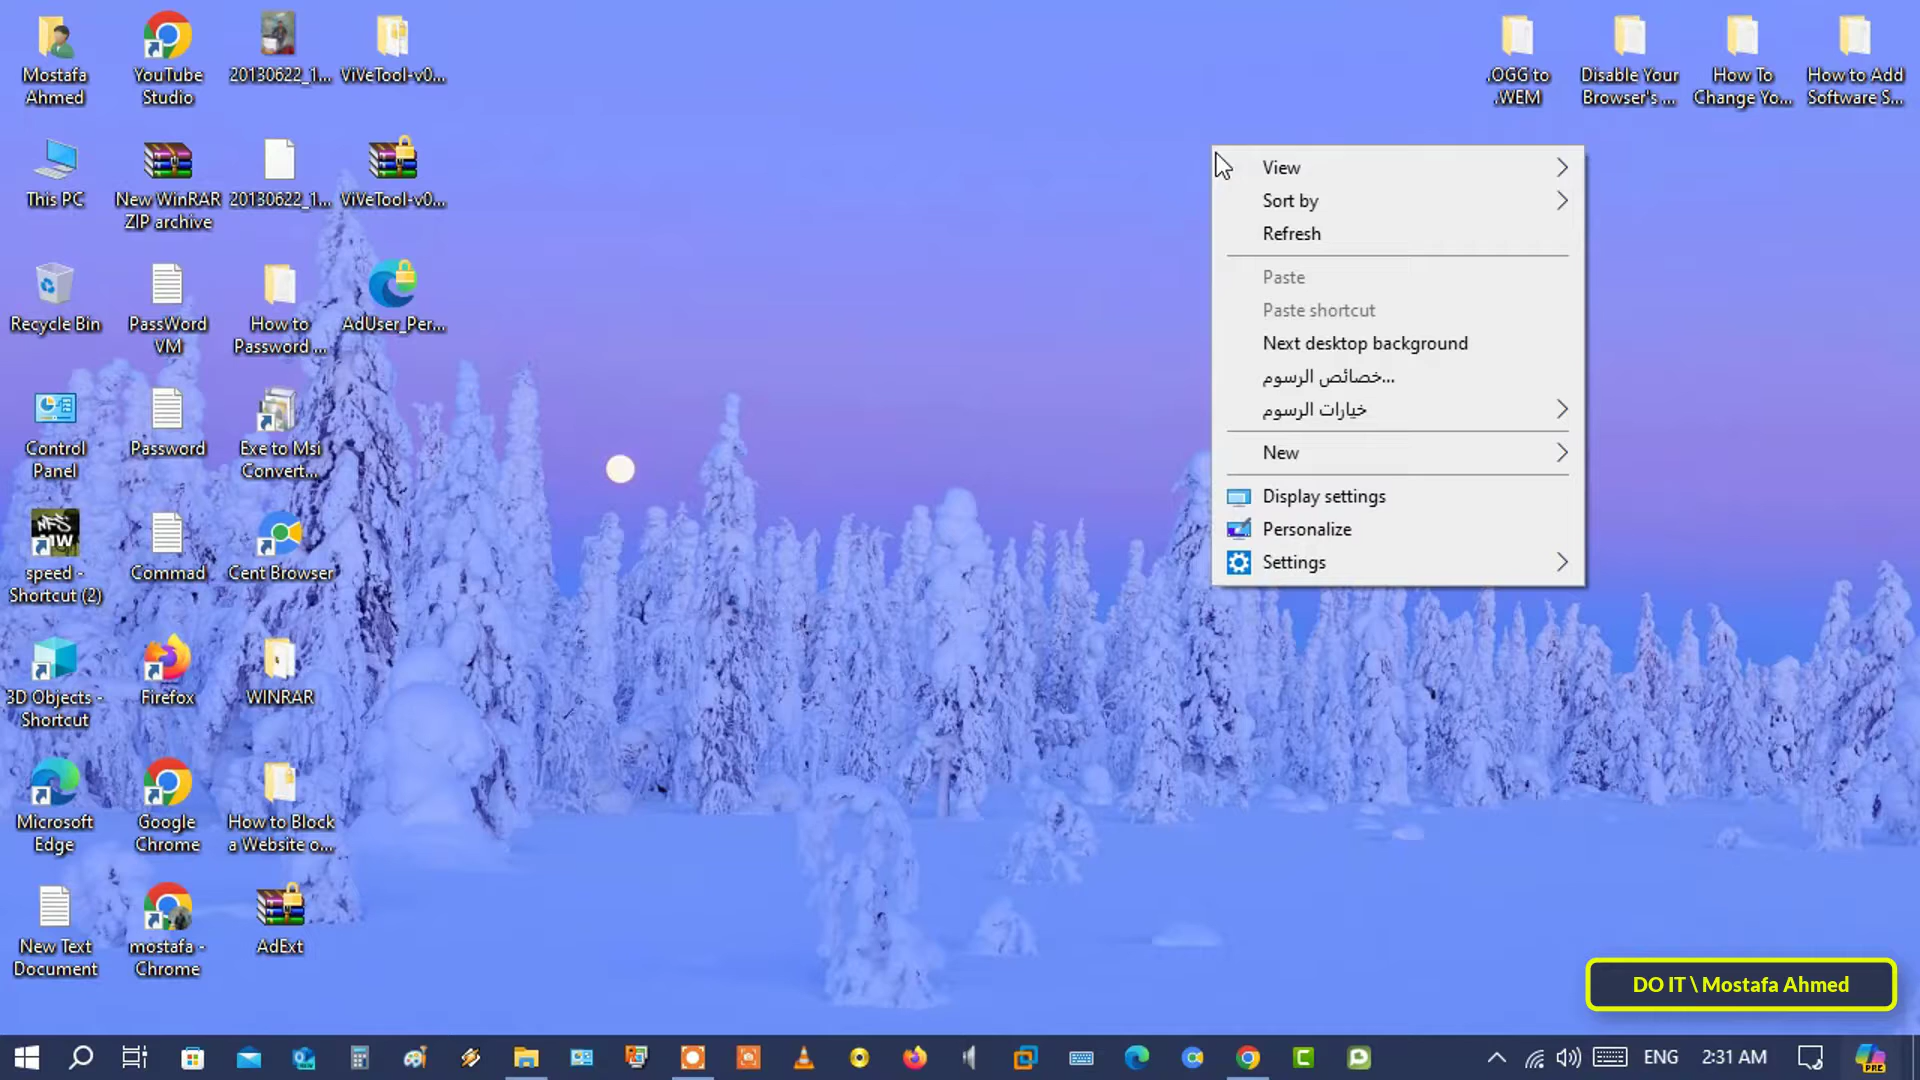 Mostafa
Ahmed
YouTube
Studio
20130622_1...
ViVeTool-v0...
.OGG to
.WEM
Disable Your
Browser's ...
How To
Change Yo...
How to Add
Software S...
This PC
New WinRAR
ZIP archive
20130622_1...
ViVeTool-v0...
Recycle Bin
PassWord
VM
How to
Password ...
AdUser_Per...
Control
Panel
Password
Exe to Msi
Convert...
NFS
MW
speed -
Shortcut (2)
Commad
Cent Browser
3D Objects -
Shortcut
Firefox
WINRAR
Microsoft
Edge
Google
Chrome
How to Block
a Website o...
New Text
Document
mostafa -
Chrome
AdExt
View
Sort by
Refresh
Paste
Paste shortcut
Next desktop background
خصائص الرسوم...
خيارات الرسوم
New
Display settings
Personalize
Settings
DO IT \ Mostafa Ahmed
ENG
2:31 AM
PRE